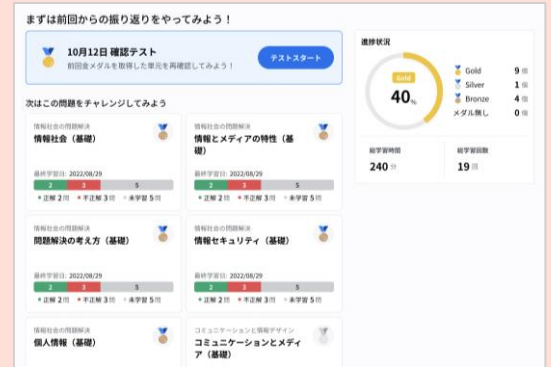 まずは前回からの振り返りをやってみよう！
10月12日 確認テスト
前回金メダルを取得した単元を再確認してみよう！
テストスタート
次はこの問題をチャレンジしてみよう
情報社会の問題解決
情報社会（基礎）
最終学習日: 2022/08/29
2 3 5
正解 2問 不正解 3問 未学習 5問
情報社会の問題解決
情報とメディアの特性（基
礎）
最終学習日: 2022/08/29
2 3 5
正解 2問 不正解 3問 未学習 5問
情報社会の問題解決
問題解決の考え方（基礎）
最終学習日: 2022/08/29
2 3 5
正解 2問 不正解 3問 未学習 5問
情報社会の問題解決
情報セキュリティ（基礎）
最終学習日: 2022/08/29
2 3 5
正解 2問 不正解 3問 未学習 5問
情報社会の問題解決
個人情報（基礎）
コミュニケーションと情報デザイン
コミュニケーションとメディ
ア（基礎）
進捗状況
Gold
40%
Gold 9個
Silver 1個
Bronze 4個
メダル無し 0個
総学習時間
240分
総学習回数
19回